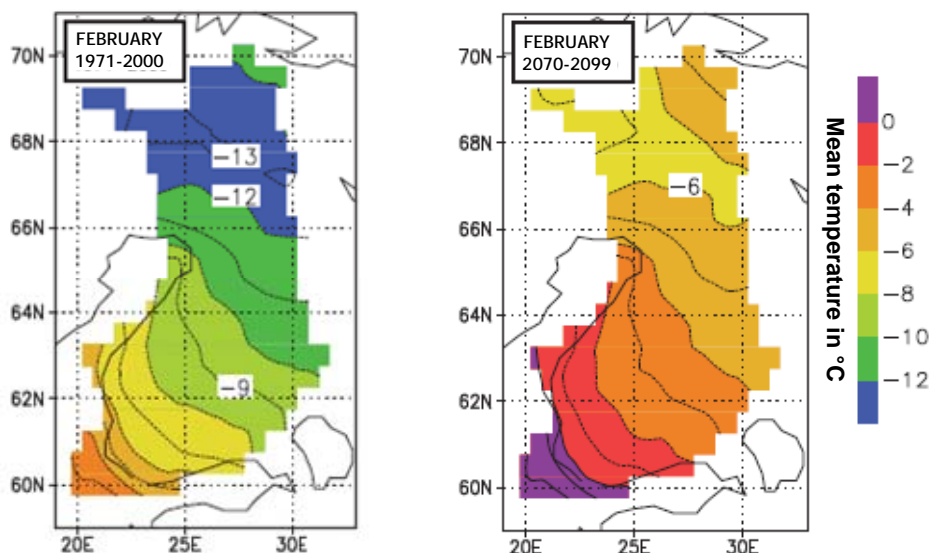 FEBRUARY
1971-2000
70N
68N
66N
64N
62N
60N
20E
25E
30E
-13
-12
-9
FEBRUARY
2070-2099
70N
68N
66N
64N
62N
60N
20E
25E
30E
-6
0
-2
-4
-6
-8
-10
-12
Mean temperature in °C